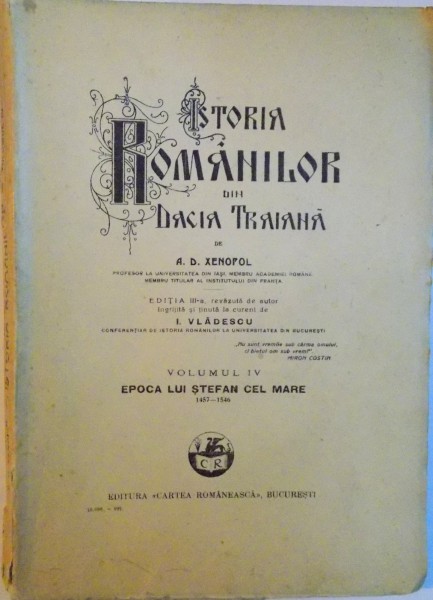 ISTORIA
ROMÂNILOR
DIN
DACIA TRAIANĂ
DE
A. D. XENOPOL
PROFESOR LA UNIVERSITATEA DIN IAȘI, MEMBRU ACADEMIEI ROMÂNE,
MEMBRU TITULAR AL INSTITUTULUI DIN FRANȚA
EDIȚIA III-a, revăzută de autor
îngrijită și ținută la curent de
I. VLĂDESCU
CONFERENȚIAR DE ISTORIA ROMÂNILOR LA UNIVERSITATEA DIN BUCUREȘTI
„Nu sunt vremile sub cârma omului,
ci bietul om sub vremi”.
MIRON COSTIN
VOLUMUL IV
EPOCA LUI ȘTEFAN CEL MARE
1457—1546
CR
EDITURA «CARTEA ROMÂNEASCĂ», BUCUREȘTI